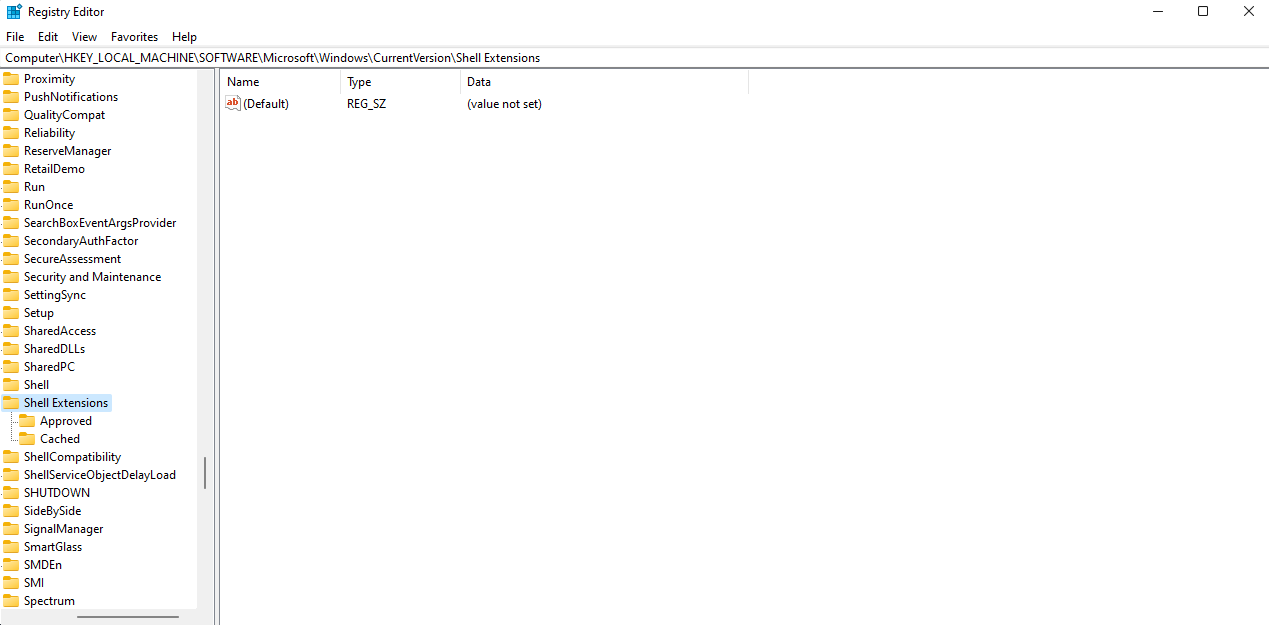 Registry Editor
File Edit View Favorites Help
Computer\HKEY_LOCAL_MACHINE\SOFTWARE\Microsoft\Windows\CurrentVersion\Shell Extensions
Proximity
PushNotifications
QualityCompat
Reliability
ReserveManager
RetailDemo
Run
RunOnce
SearchBoxEventArgsProvider
SecondaryAuthFactor
SecureAssessment
Security and Maintenance
SettingSync
Setup
SharedAccess
SharedDLLs
SharedPC
Shell
Shell Extensions
Approved
Cached
ShellCompatibility
ShellServiceObjectDelayLoad
SHUTDOWN
SideBySide
SignalManager
SmartGlass
SMDEn
SMI
Spectrum
Name Type Data
ab (Default) REG_SZ (value not set)